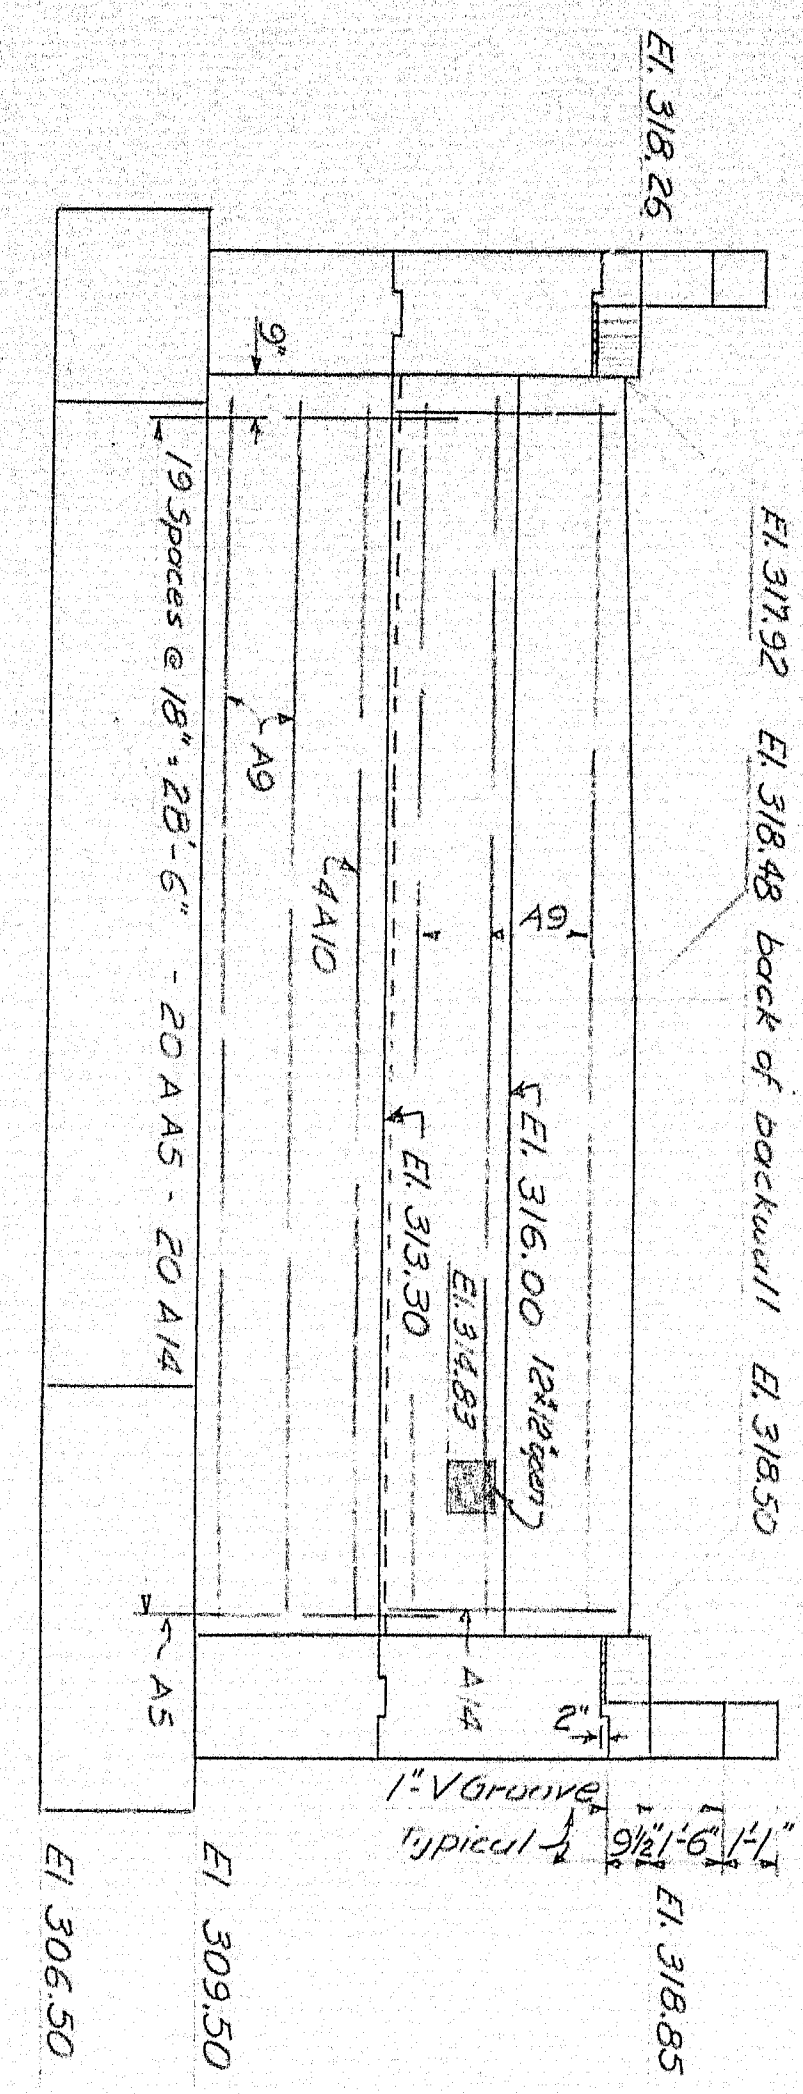 El. 318.26
El. 317.92
El. 318.48 back of backwall
El. 318.50
9"
A9
El. 316.00
12"x12"
El. 314.83
A9
4A10
El. 313.30
A14
2"
19 Spaces @ 18" = 28'-6" - 20 A A5 - 20 A14
A5
1" V Groove
Typical
9½"
1'-6"
1'-1"
El. 318.85
El 309.50
El 306.50